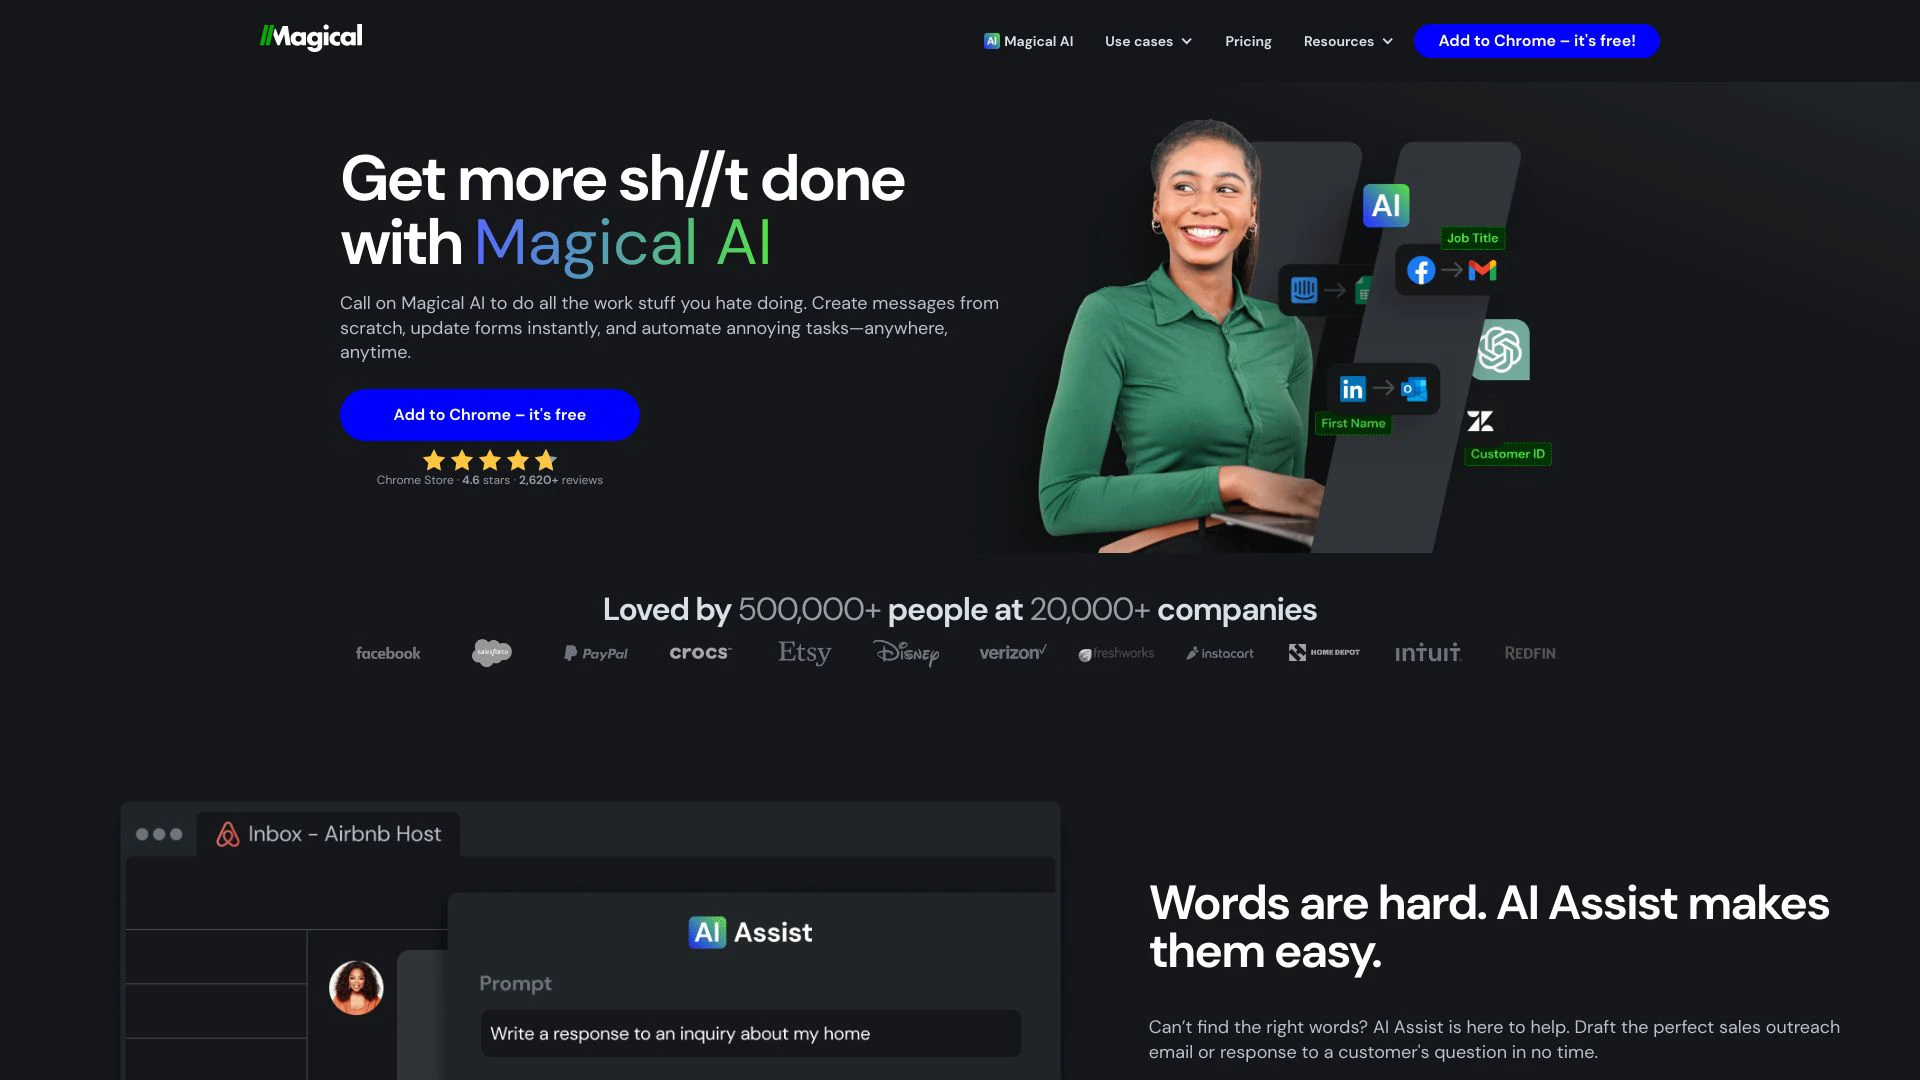 //Magical
AI Magical AI
Use cases
Pricing
Resources
Add to Chrome – it's free!
Get more sh//t done
with Magical AI
Call on Magical AI to do all the work stuff you hate doing. Create messages from
scratch, update forms instantly, and automate annoying tasks—anywhere,
anytime.
Add to Chrome – it's free
Chrome Store · 4.6 stars · 2,620+ reviews
AI
Job Title
in
o
First Name
Customer ID
Loved by 500,000+ people at 20,000+ companies
facebook
salesforce
PayPal
crocs™
Etsy
Disney
verizon✓
freshworks
instacart
HOME DEPOT
intuit.
REDFIN
Inbox - Airbnb Host
AI Assist
Prompt
Write a response to an inquiry about my home
Words are hard. AI Assist makes
them easy.
Can’t find the right words? AI Assist is here to help. Draft the perfect sales outreach
email or response to a customer's question in no time.